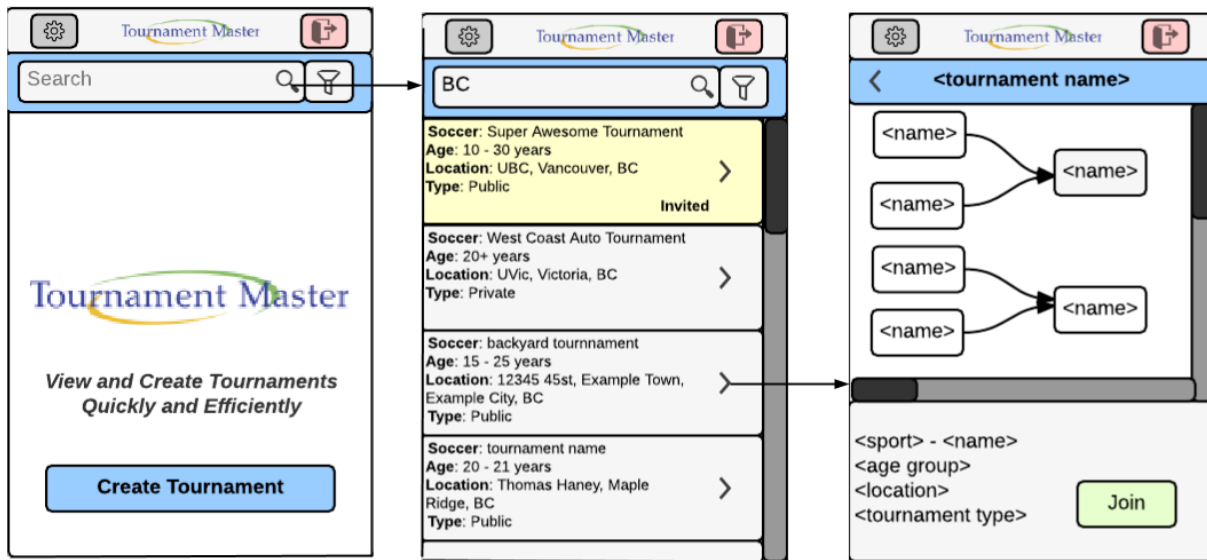 Tournament Master
Search
Tournament Master
View and Create Tournaments
Quickly and Efficiently
Create Tournament
Tournament Master
BC
Soccer: Super Awesome Tournament
Age: 10 - 30 years
Location: UBC, Vancouver, BC
Type: Public
Invited
Soccer: West Coast Auto Tournament
Age: 20+ years
Location: UVic, Victoria, BC
Type: Private
Soccer: backyard tournnament
Age: 15 - 25 years
Location: 12345 45st, Example Town,
Example City, BC
Type: Public
Soccer: tournament name
Age: 20 - 21 years
Location: Thomas Haney, Maple
Ridge, BC
Type: Public
Tournament Master
<tournament name>
<name>
<name>
<name>
<name>
<name>
<name>
<sport> - <name>
<age group>
<location>
<tournament type>
Join